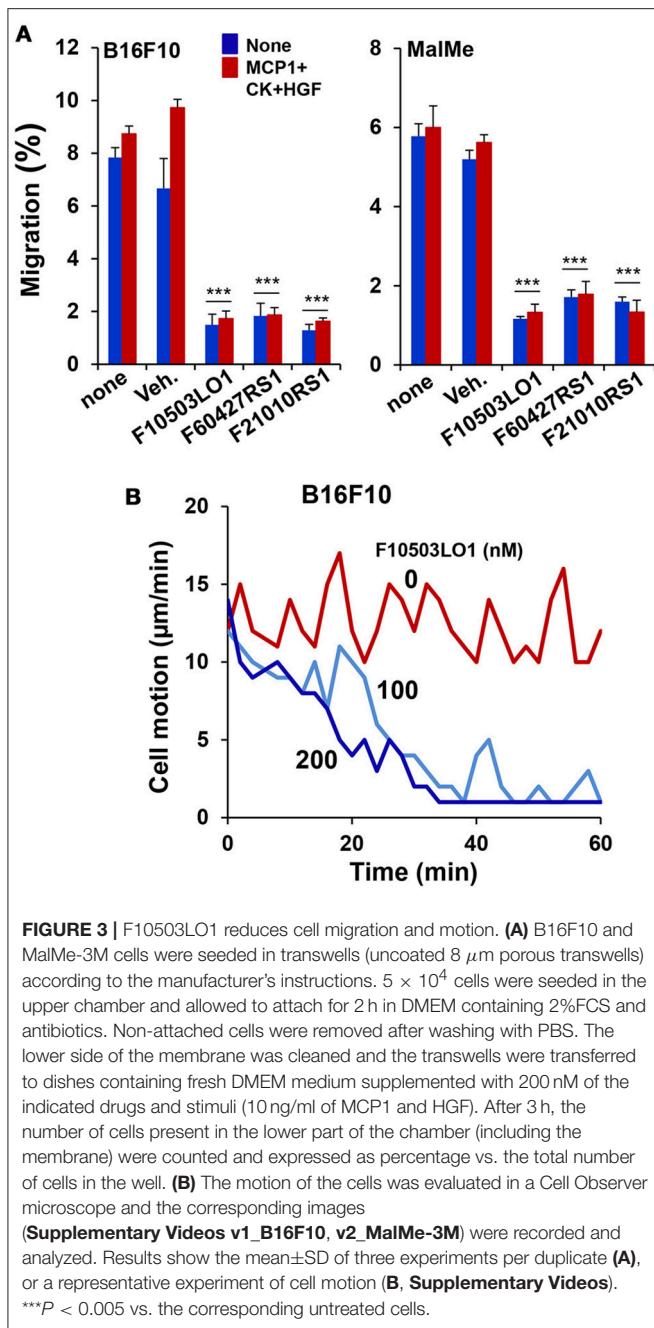 A
B16F10
None
MCP1+
CK+HGF
MalMe
Migration (%)
12
10
8
6
4
2
0
8
6
4
2
0
***
***
***
***
***
***
none
Veh.
F10503LO1
F60427RS1
F21010RS1
none
Veh.
F10503LO1
F60427RS1
F21010RS1
B
B16F10
Cell motion (µm/min)
20
15
10
5
0
F10503LO1 (nM)
0
100
200
0
20
40
60
Time (min)
FIGURE 3 | F10503LO1 reduces cell migration and motion. (A) B16F10 and
MalMe-3M cells were seeded in transwells (uncoated 8 µm porous transwells)
according to the manufacturer's instructions. 5 × 10⁴ cells were seeded in the
upper chamber and allowed to attach for 2 h in DMEM containing 2%FCS and
antibiotics. Non-attached cells were removed after washing with PBS. The
lower side of the membrane was cleaned and the transwells were transferred
to dishes containing fresh DMEM medium supplemented with 200 nM of the
indicated drugs and stimuli (10 ng/ml of MCP1 and HGF). After 3 h, the
number of cells present in the lower part of the chamber (including the
membrane) were counted and expressed as percentage vs. the total number
of cells in the well. (B) The motion of the cells was evaluated in a Cell Observer
microscope and the corresponding images
(Supplementary Videos v1_B16F10, v2_MalMe-3M) were recorded and
analyzed. Results show the mean±SD of three experiments per duplicate (A),
or a representative experiment of cell motion (B, Supplementary Videos).
***P < 0.005 vs. the corresponding untreated cells.